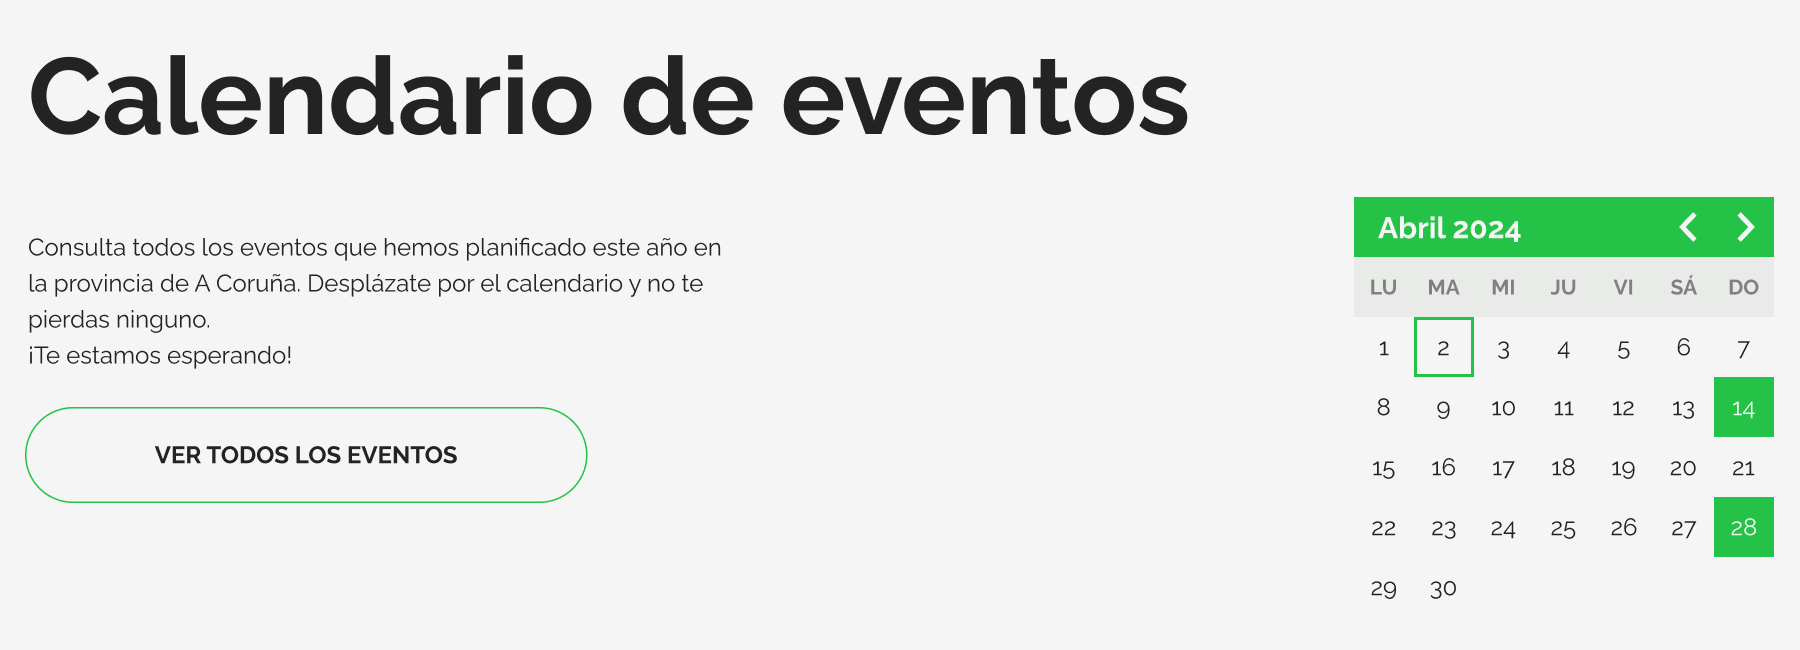 Calendario de eventos
Consulta todos los eventos que hemos planificado este año en
la provincia de A Coruña. Desplázate por el calendario y no te
pierdas ninguno.
¡Te estamos esperando!
VER TODOS LOS EVENTOS
Abril 2024
LU MA MI JU VI SÁ DO
1 2 3 4 5 6 7
8 9 10 11 12 13 14
15 16 17 18 19 20 21
22 23 24 25 26 27 28
29 30